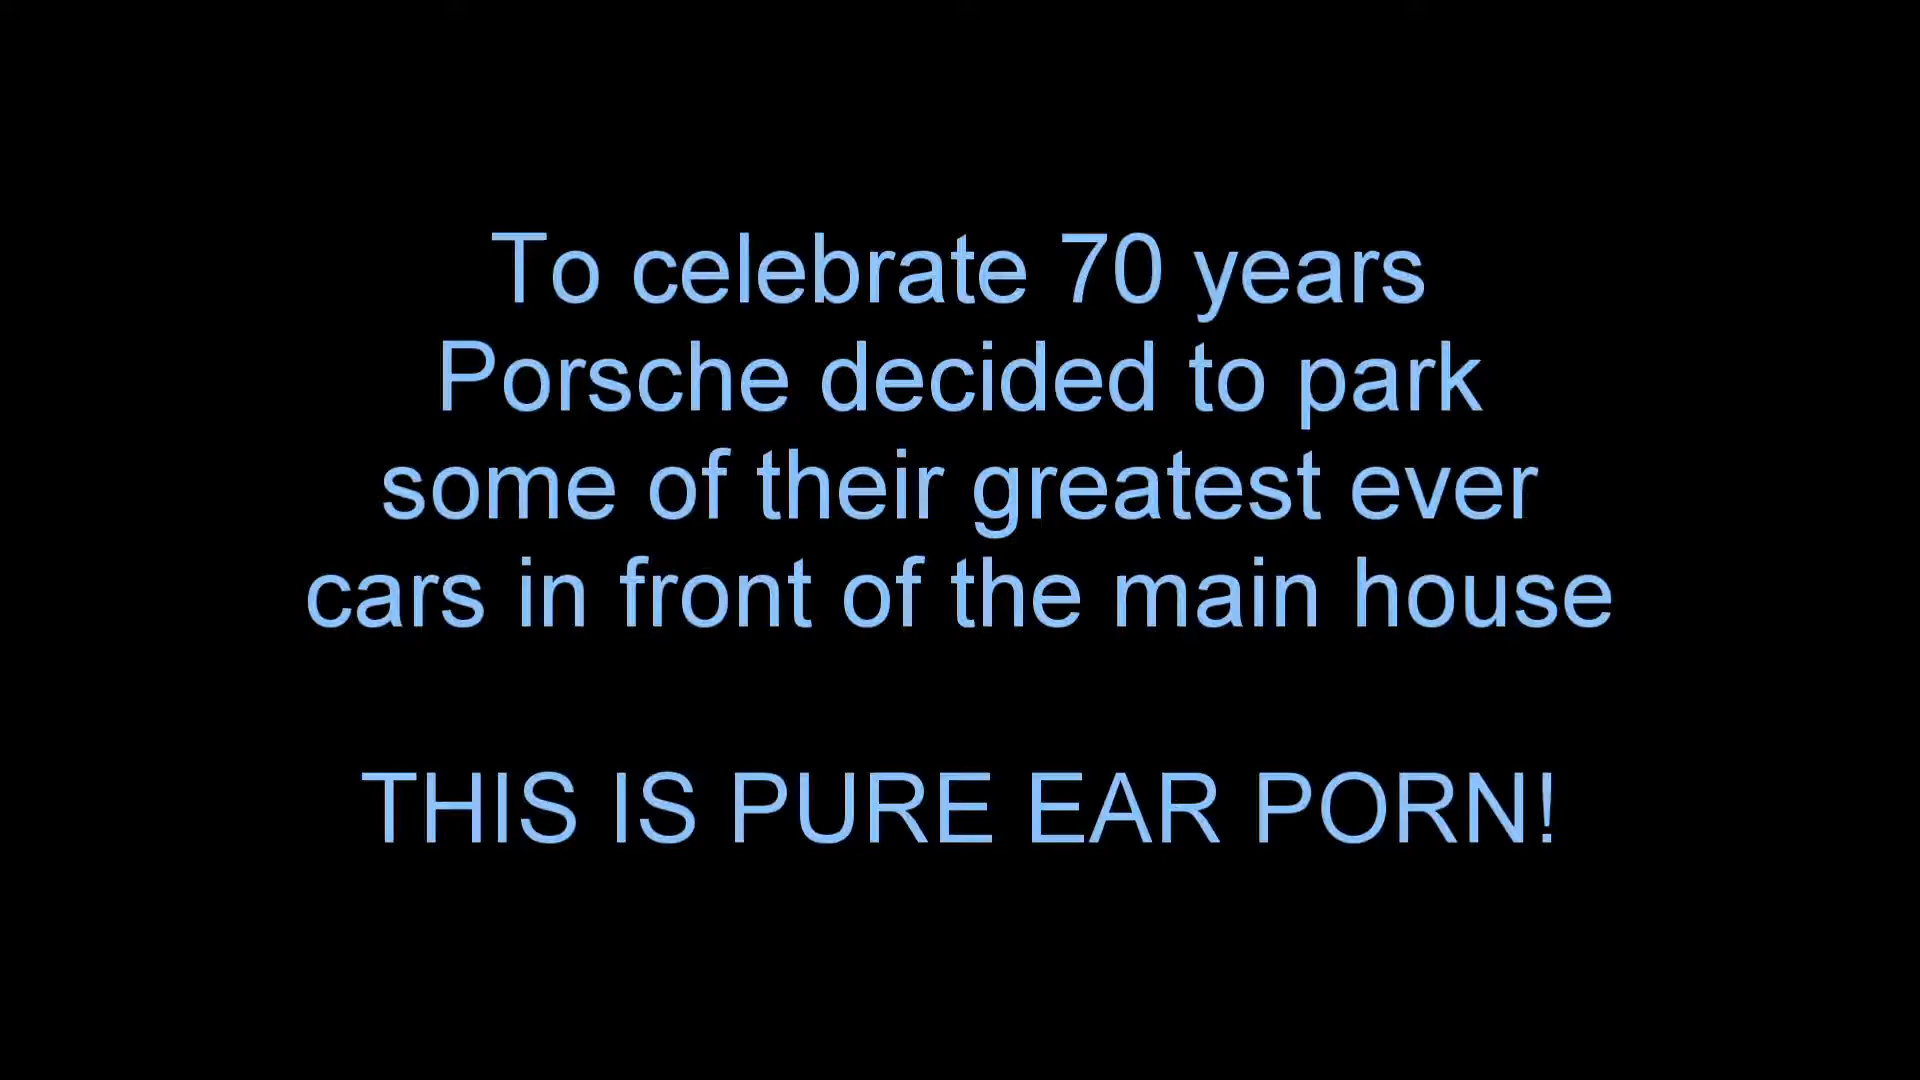 To celebrate 70 years
Porsche decided to park
some of their greatest ever
cars in front of the main house
THIS IS PURE EAR PORN!